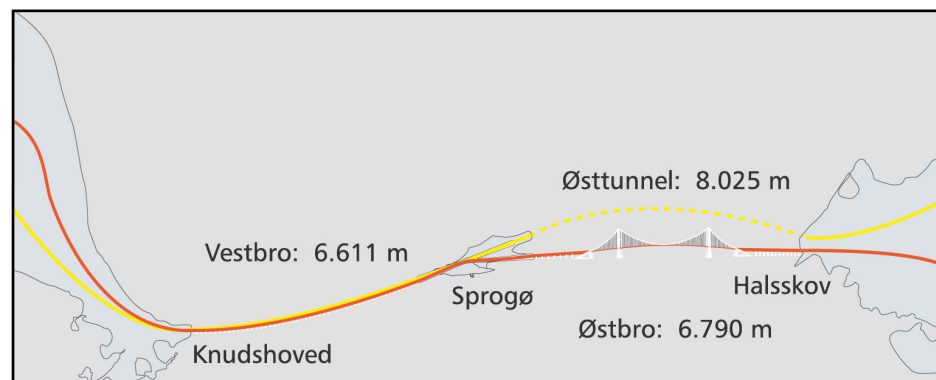 Østtunnel: 8.025 m
Vestbro: 6.611 m
Sprogø
Halsskov
Østbro: 6.790 m
Knudshoved